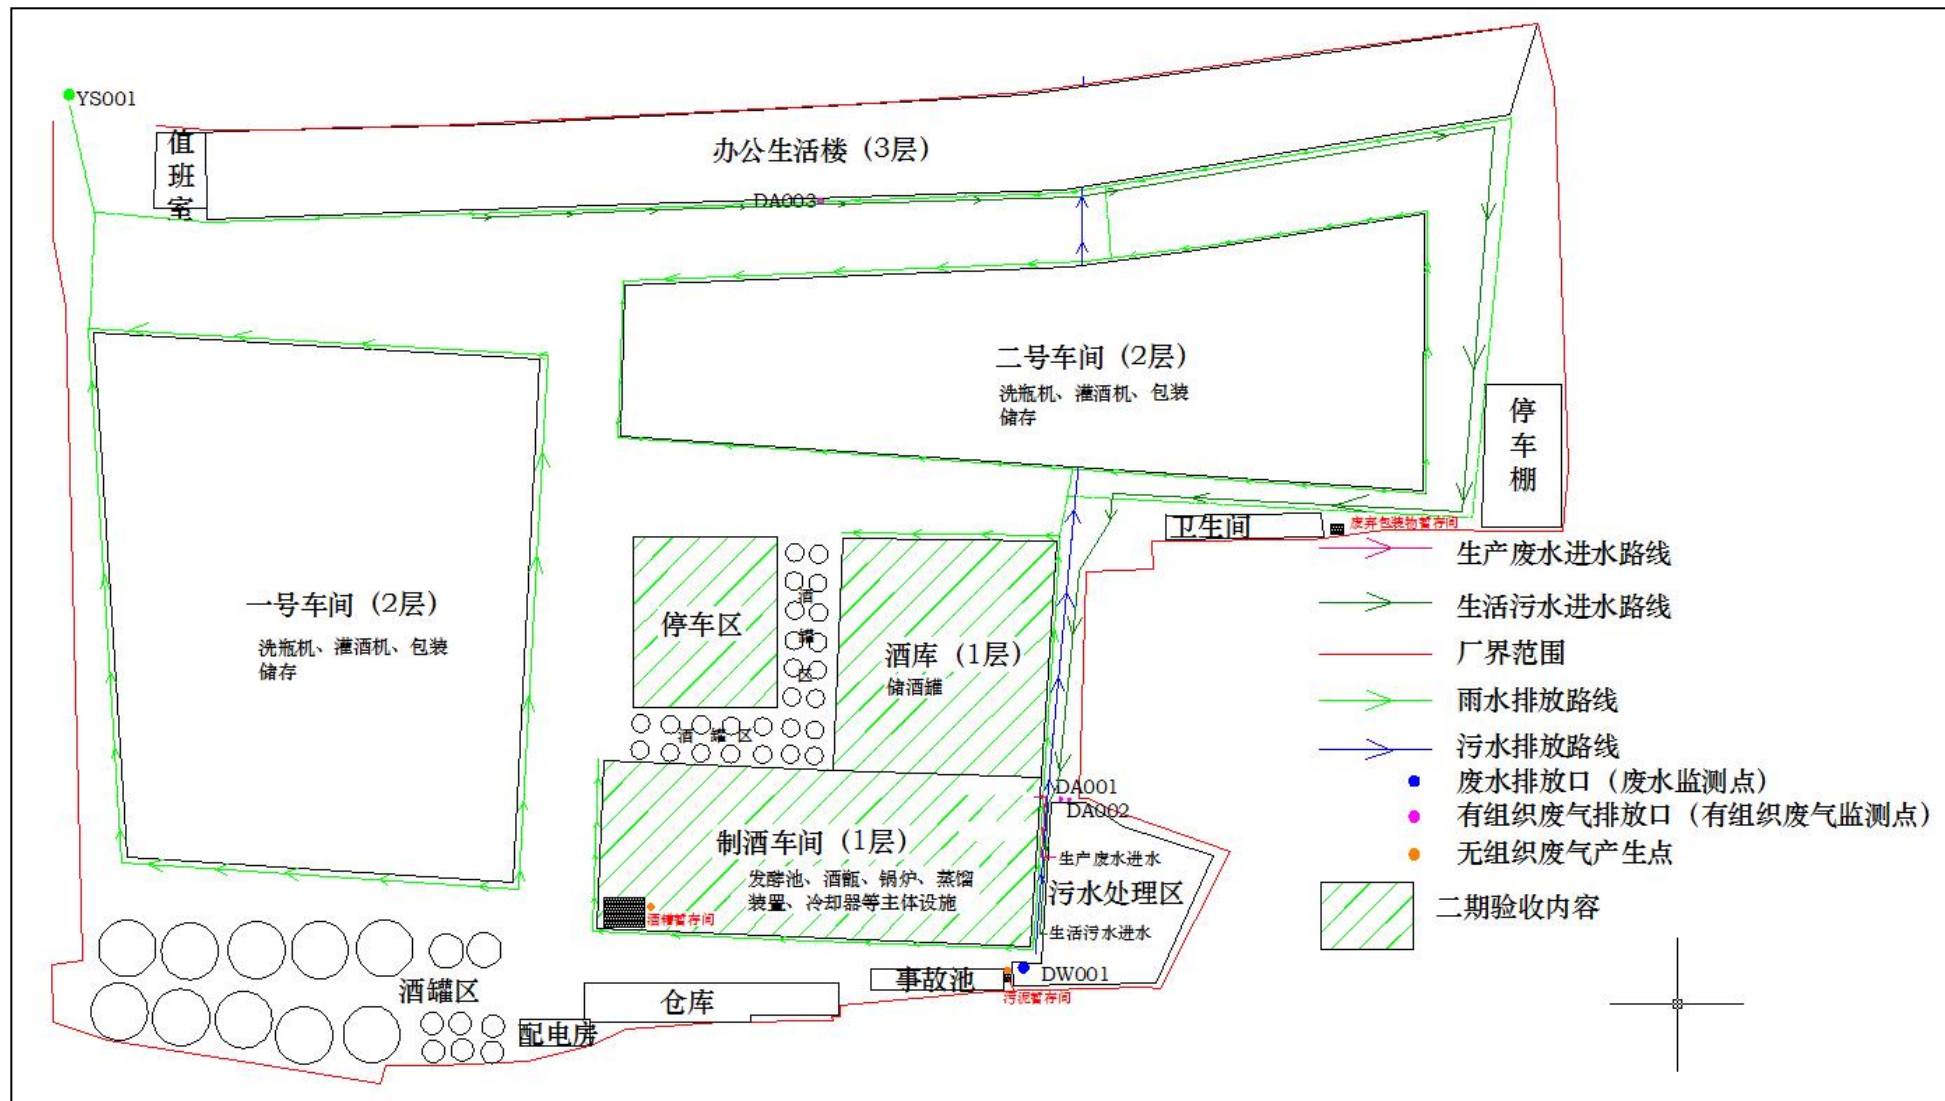 YS001
值
班
室
办公生活楼（3层）
DA003
二号车间（2层）
洗瓶机、灌酒机、包装
储存
停
车
棚
卫生间
废弃包装物暂存间
一号车间（2层）
洗瓶机、灌酒机、包装
储存
停车区
酒
罐
区
酒库（1层）
储酒罐
酒 罐 区
DA001
DA002
制酒车间（1层）
发酵池、酒甑、锅炉、蒸馏
装置、冷却器等主体设施
酒糟暂存间
生产废水进水
污水处理区
生活污水进水
DW001
事故池
污泥暂存间
酒罐区
仓库
配电房
生产废水进水路线
生活污水进水路线
厂界范围
雨水排放路线
污水排放路线
废水排放口（废水监测点）
有组织废气排放口（有组织废气监测点）
无组织废气产生点
二期验收内容